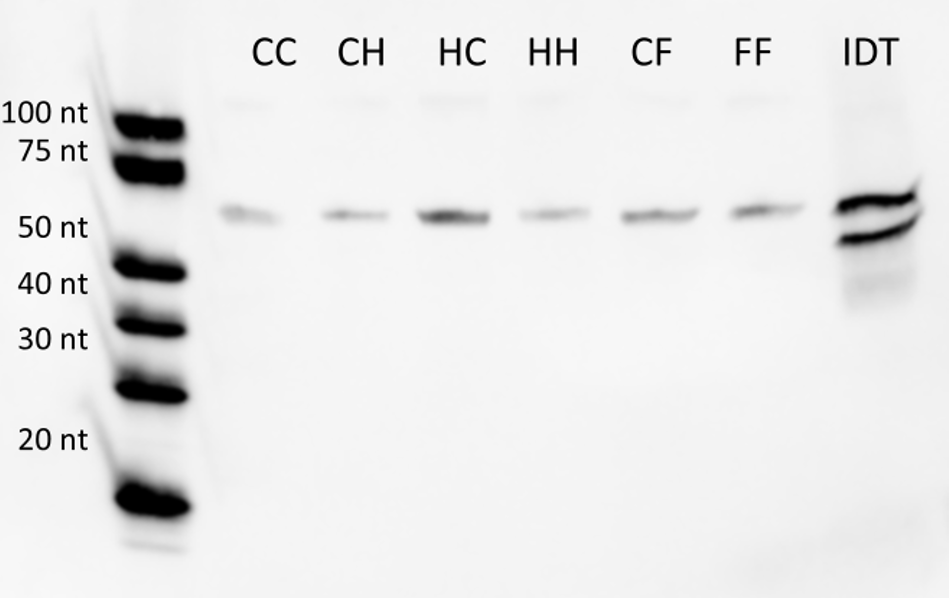 CC CH HC HH CF FF IDT
100 nt
75 nt
50 nt
40 nt
30 nt
20 nt